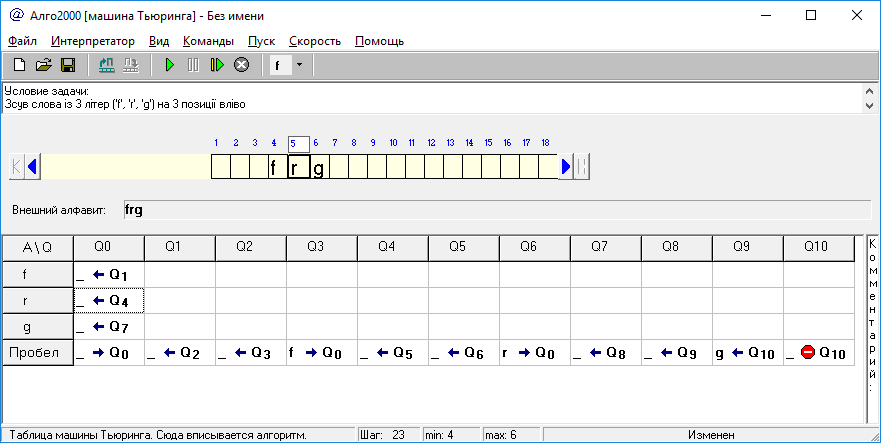 Алго2000 [машина Тьюринга] - Без имени
Файл Интерпретатор Вид Команды Пуск Скорость Помощь
f
Условие задачи:
Зсув слова із 3 літер ('f', 'r', 'g') на 3 позиції вліво
1 2 3 4 5 6 7 8 9 10 11 12 13 14 15 16 17 18
f r g
Внешний алфавит: frg
A\Q Q0 Q1 Q2 Q3 Q4 Q5 Q6 Q7 Q8 Q9 Q10
f _ ← Q1
r _ ← Q4
g _ ← Q7
Пробел _ → Q0 _ ← Q2 _ ← Q3 f → Q0 _ ← Q5 _ ← Q6 r → Q0 _ ← Q8 _ ← Q9 g ← Q10 _ Q10
Комментарий:
Таблица машины Тьюринга. Сюда вписывается алгоритм. Шаг: 23 min: 4 max: 6 Изменен